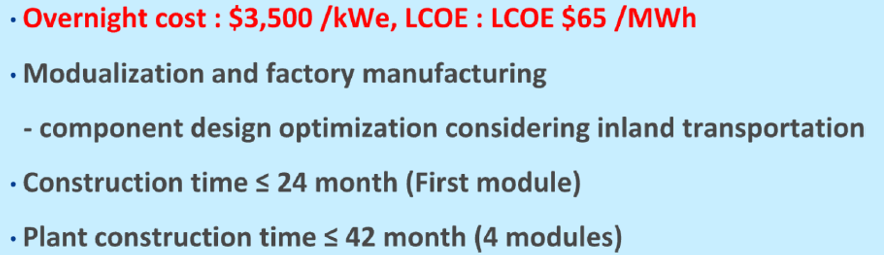 · Overnight cost : $3,500 /kWe, LCOE : LCOE $65 /MWh
· Modualization and factory manufacturing
- component design optimization considering inland transportation
· Construction time ≤ 24 month (First module)
· Plant construction time ≤ 42 month (4 modules)